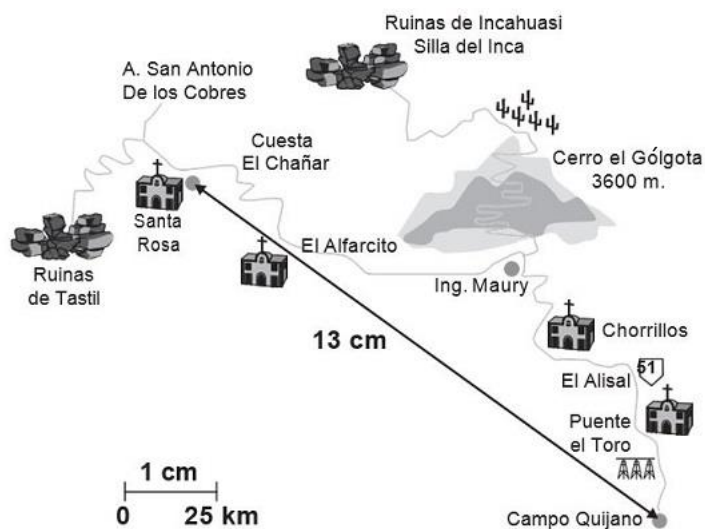 Ruinas de Incahuasi
Silla del Inca
A. San Antonio
De los Cobres
Cuesta
El Chañar
Cerro el Gólgota
3600 m.
Santa
Rosa
El Alfarcito
Ruinas
de Tastil
Ing. Maury
13 cm
Chorrillos
51
El Alisal
Puente
el Toro
1 cm
0 25 km
Campo Quijano